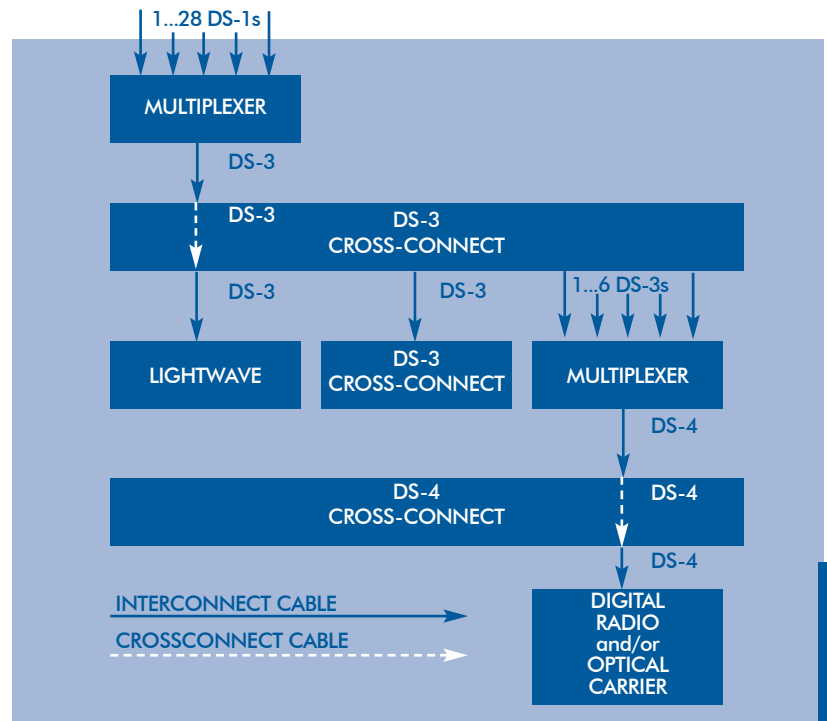 1...28 DS-1s
MULTIPLEXER
DS-3
DS-3
DS-3
CROSS-CONNECT
DS-3
DS-3
1...6 DS-3s
LIGHTWAVE
DS-3
CROSS-CONNECT
MULTIPLEXER
DS-4
DS-4
CROSS-CONNECT
DS-4
DS-4
INTERCONNECT CABLE
CROSSCONNECT CABLE
DIGITAL
RADIO
and/or
OPTICAL
CARRIER